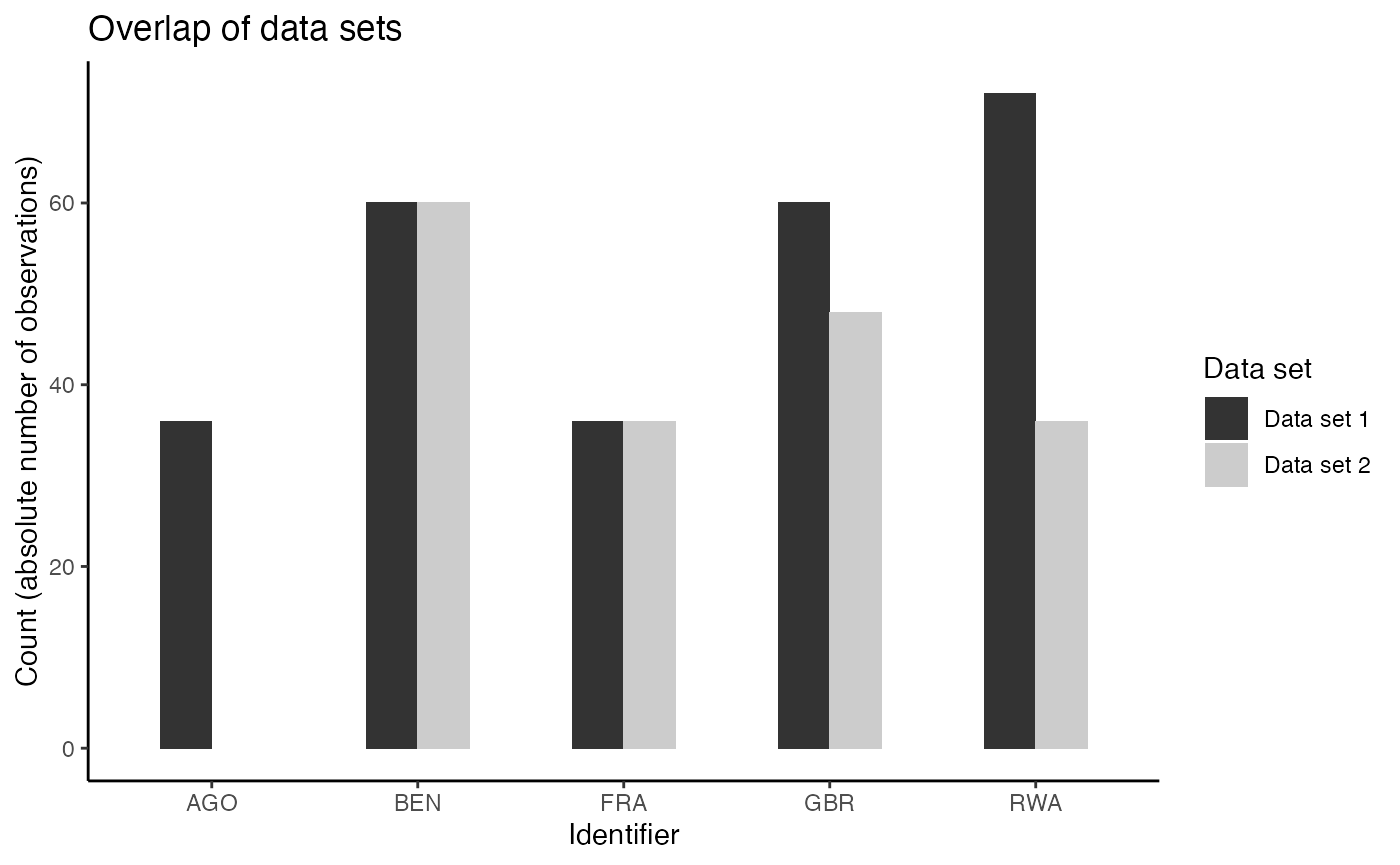 Overlap of data sets
Count (absolute number of observations)
60
40
20
0
AGO
BEN
FRA
GBR
RWA
Identifier
Data set
Data set 1
Data set 2